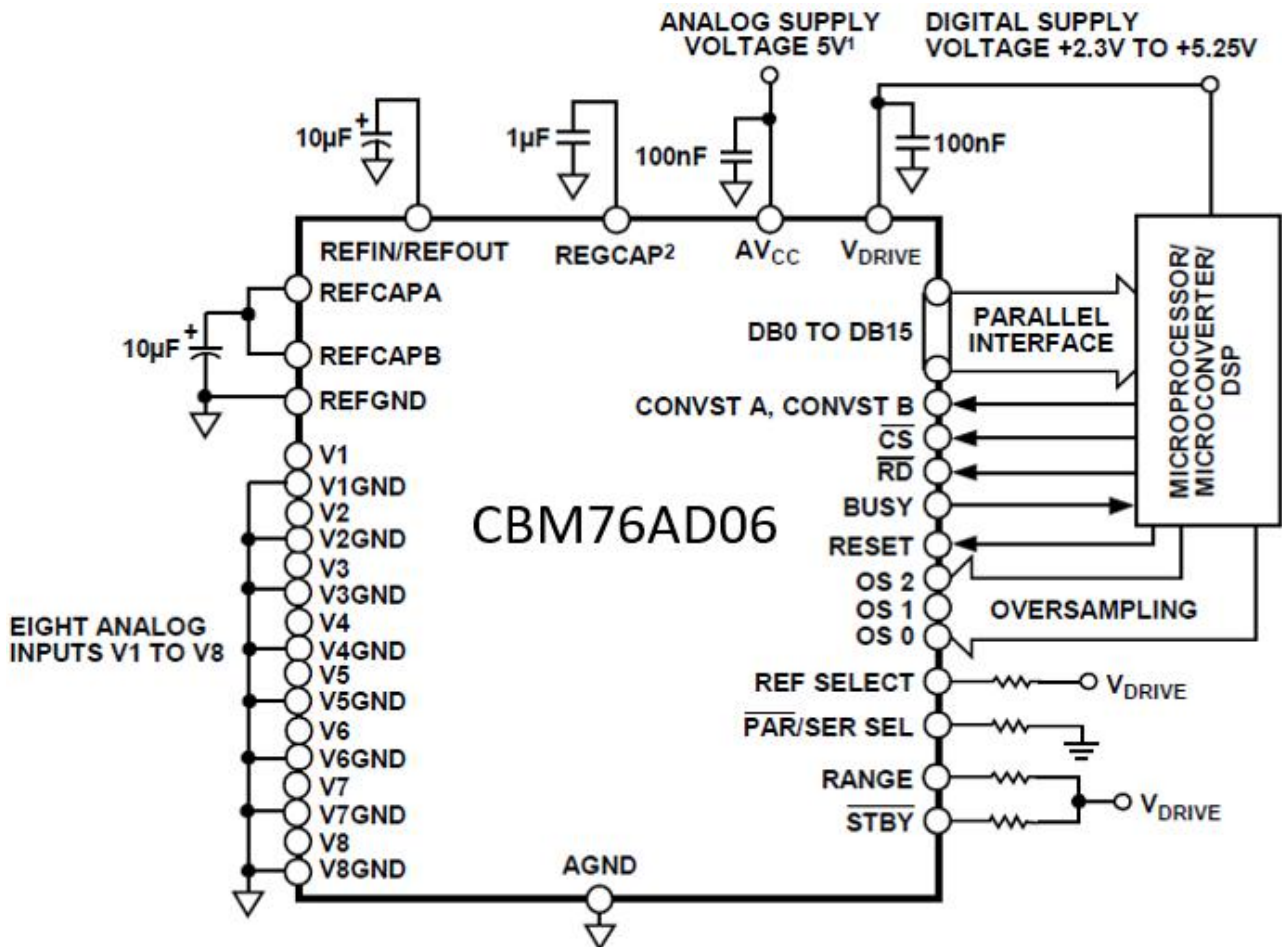 ANALOG SUPPLY
VOLTAGE 5V¹
DIGITAL SUPPLY
VOLTAGE +2.3V TO +5.25V
10µF
+
1µF
100nF
100nF
REFIN/REFOUT
REGCAP²
AVCC
VDRIVE
REFCAPA
10µF
+
REFCAPB
REFGND
DB0 TO DB15
PARALLEL
INTERFACE
MICROPROCESSOR/
MICROCONVERTER/
DSP
CONVST A, CONVST B
CS
RD
BUSY
RESET
OS 2
OS 1
OS 0
OVERSAMPLING
V1
V1GND
V2
V2GND
V3
V3GND
V4
V4GND
V5
V5GND
V6
V6GND
V7
V7GND
V8
V8GND
CBM76AD06
EIGHT ANALOG
INPUTS V1 TO V8
REF SELECT
VDRIVE
PAR/SER SEL
RANGE
STBY
VDRIVE
AGND